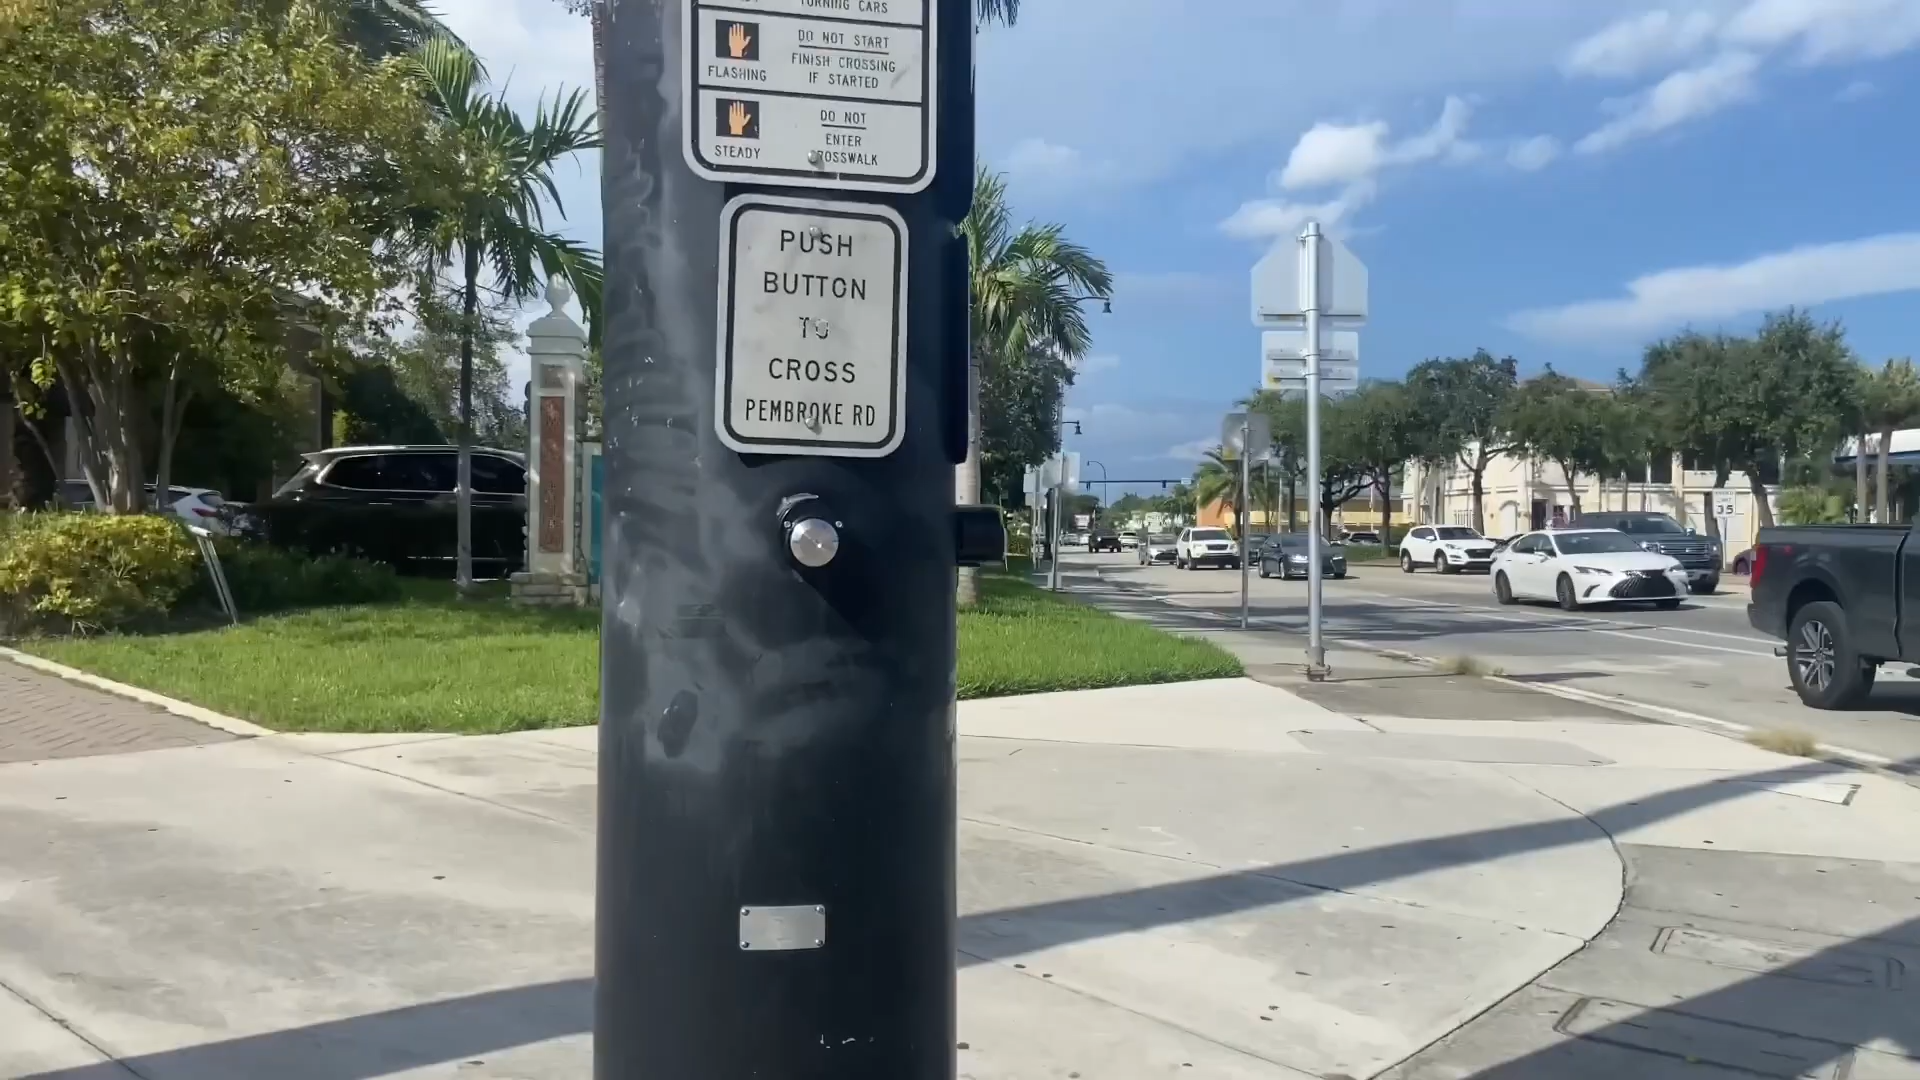 TURNING CARS
DO NOT START
FINISH CROSSING
IF STARTED
FLASHING
DO NOT
ENTER
CROSSWALK
STEADY
PUSH
BUTTON
TO
CROSS
PEMBROKE RD
35